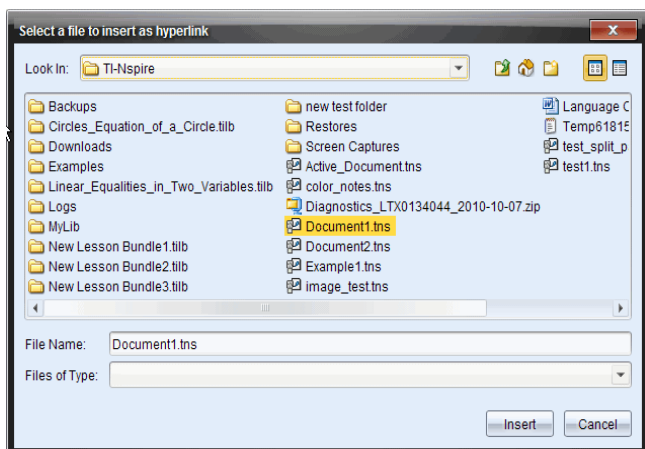 Select a file to insert as hyperlink
Look In: TI-Nspire
Backups
Circles_Equation_of_a_Circle.tilb
Downloads
Examples
Linear_Equalities_in_Two_Variables.tilb
Logs
MyLib
New Lesson Bundle1.tilb
New Lesson Bundle2.tilb
New Lesson Bundle3.tilb
new test folder
Restores
Screen Captures
Active_Document.tns
color_notes.tns
Diagnostics_LTX0134044_2010-10-07.zip
Document1.tns
Document2.tns
Example1.tns
image_test.tns
Language C
Temp61815
test_split_p
test1.tns
File Name: Document1.tns
Files of Type:
Insert Cancel